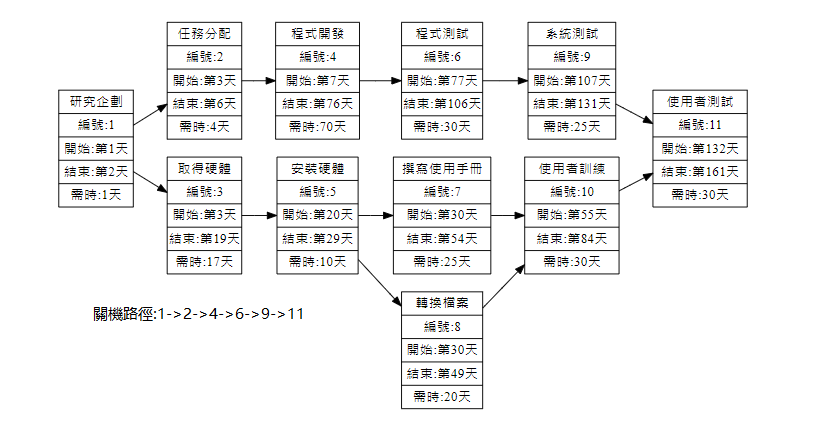 任務分配
編號:2
開始:第3天
結束:第6天
需時:4天
程式開發
編號:4
開始:第7天
結束:第76天
需時:70天
程式測試
編號:6
開始:第77天
結束:第106天
需時:30天
系統測試
編號:9
開始:第107天
結束:第131天
需時:25天
研究企劃
編號:1
開始:第1天
結束:第2天
需時:1天
使用者測試
編號:11
開始:第132天
結束:第161天
需時:30天
取得硬體
編號:3
開始:第3天
結束:第19天
需時:17天
安裝硬體
編號:5
開始:第20天
結束:第29天
需時:10天
撰寫使用手冊
編號:7
開始:第30天
結束:第54天
需時:25天
使用者訓練
編號:10
開始:第55天
結束:第84天
需時:30天
轉換檔案
編號:8
開始:第30天
結束:第49天
需時:20天
關機路徑:1->2->4->6->9->11